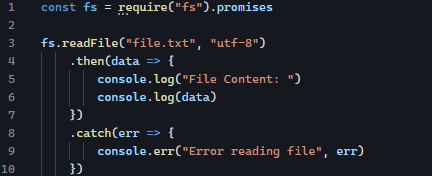 1 const fs = require("fs").promises
2
3 fs.readFile("file.txt", "utf-8")
4     .then(data => {
5         console.log("File Content: ")
6         console.log(data)
7     })
8     .catch(err => {
9         console.err("Error reading file", err)
10     })